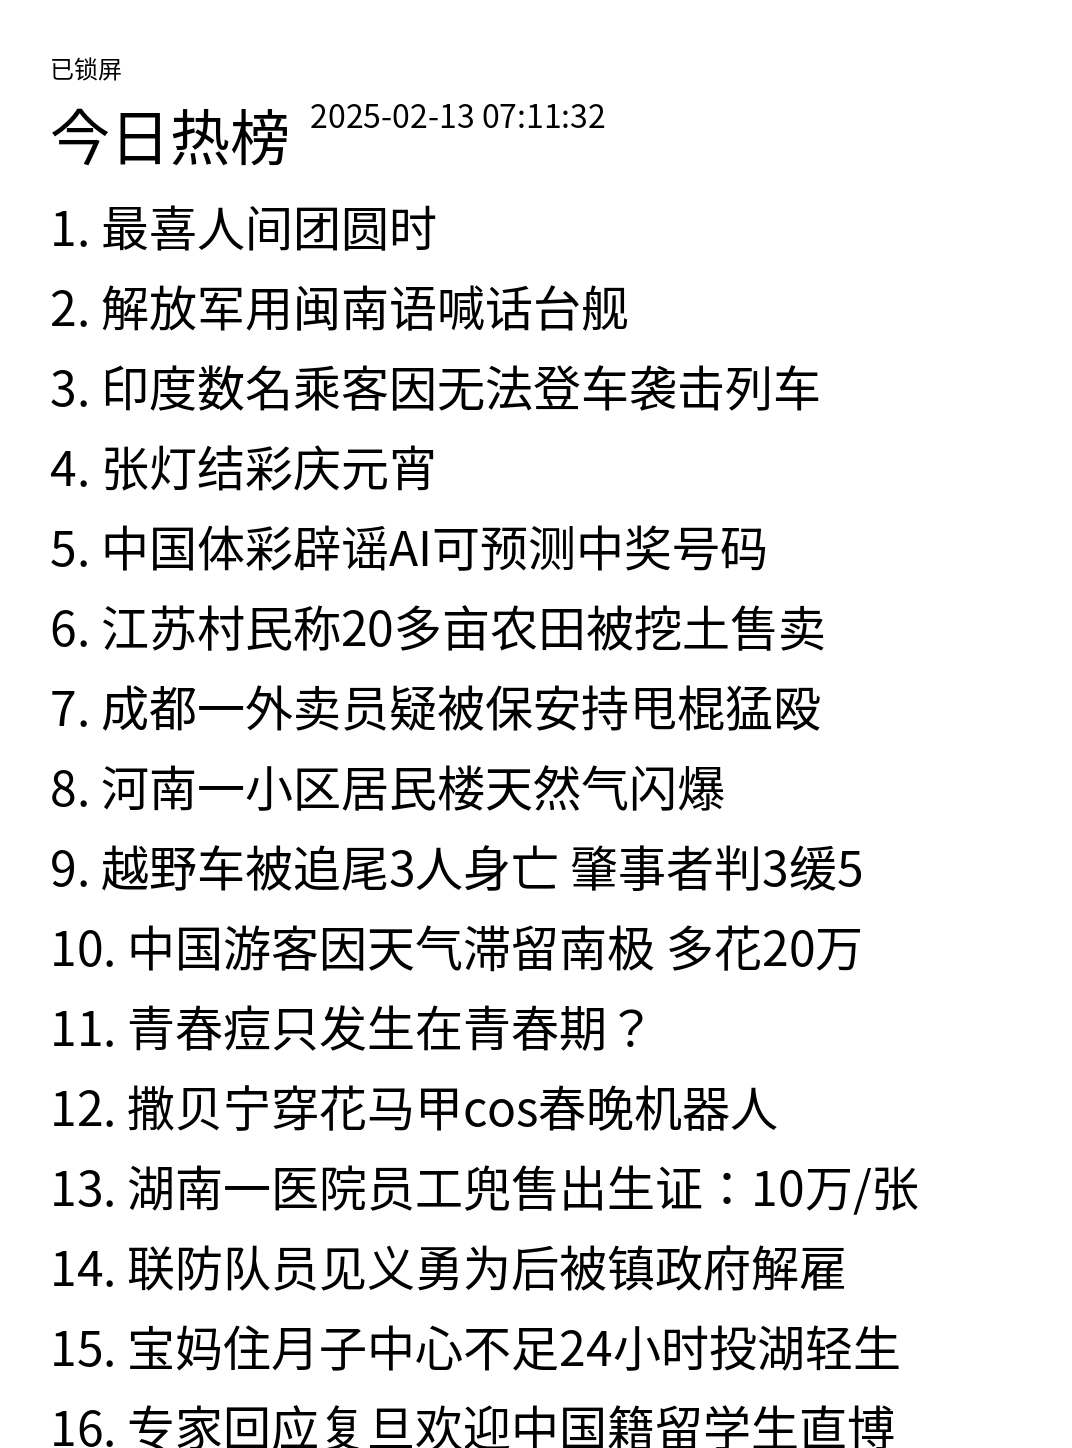 已锁屏
今日热榜 2025-02-13 07:11:32
1. 最喜人间团圆时
2. 解放军用闽南语喊话台舰
3. 印度数名乘客因无法登车袭击列车
4. 张灯结彩庆元宵
5. 中国体彩辟谣AI可预测中奖号码
6. 江苏村民称20多亩农田被挖土售卖
7. 成都一外卖员疑被保安持甩棍猛殴
8. 河南一小区居民楼天然气闪爆
9. 越野车被追尾3人身亡 肇事者判3缓5
10. 中国游客因天气滞留南极 多花20万
11. 青春痘只发生在青春期？
12. 撒贝宁穿花马甲cos春晚机器人
13. 湖南一医院员工兜售出生证：10万/张
14. 联防队员见义勇为后被镇政府解雇
15. 宝妈住月子中心不足24小时投湖轻生
16. 专家回应复旦欢迎中国籍留学生直博